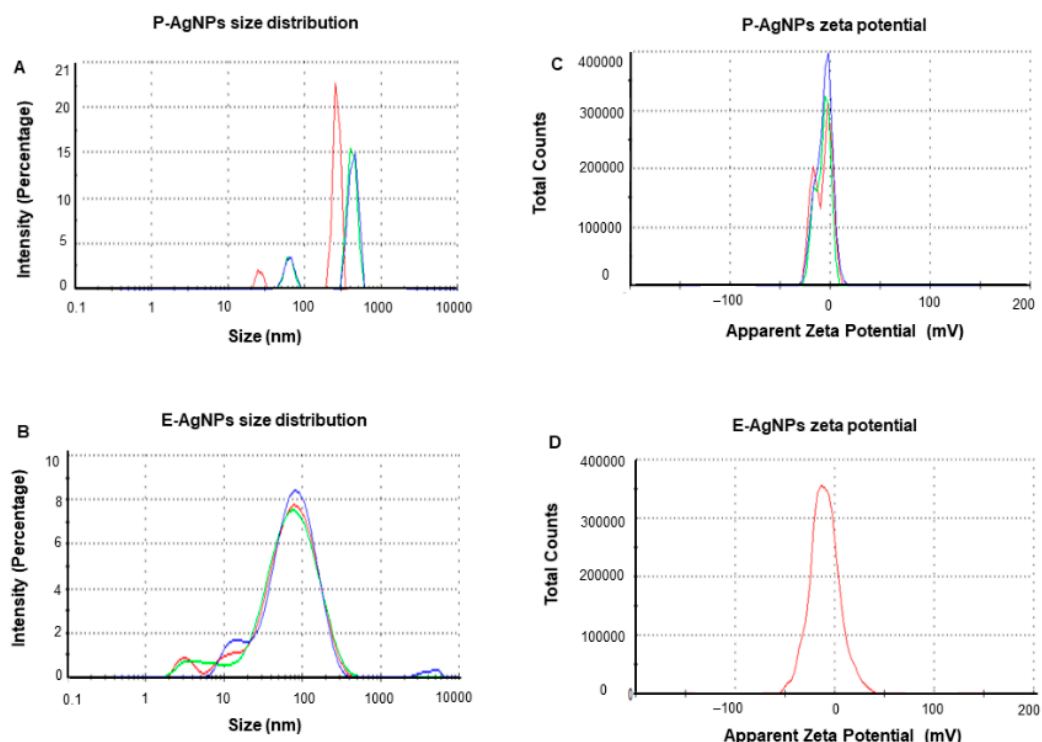 P-AgNPs size distribution
A
21
20
15
10
5
0
0.1 1 10 100 1000 10000
Intensity (Percentage)
Size (nm)
P-AgNPs zeta potential
C
400000
300000
200000
100000
0
−100 0 100 200
Total Counts
Apparent Zeta Potential (mV)
E-AgNPs size distribution
B
10
8
6
4
2
0
0.1 1 10 100 1000 10000
Intensity (Percentage)
Size (nm)
E-AgNPs zeta potential
D
400000
300000
200000
100000
0
−100 0 100 200
Total Counts
Apparent Zeta Potential (mV)